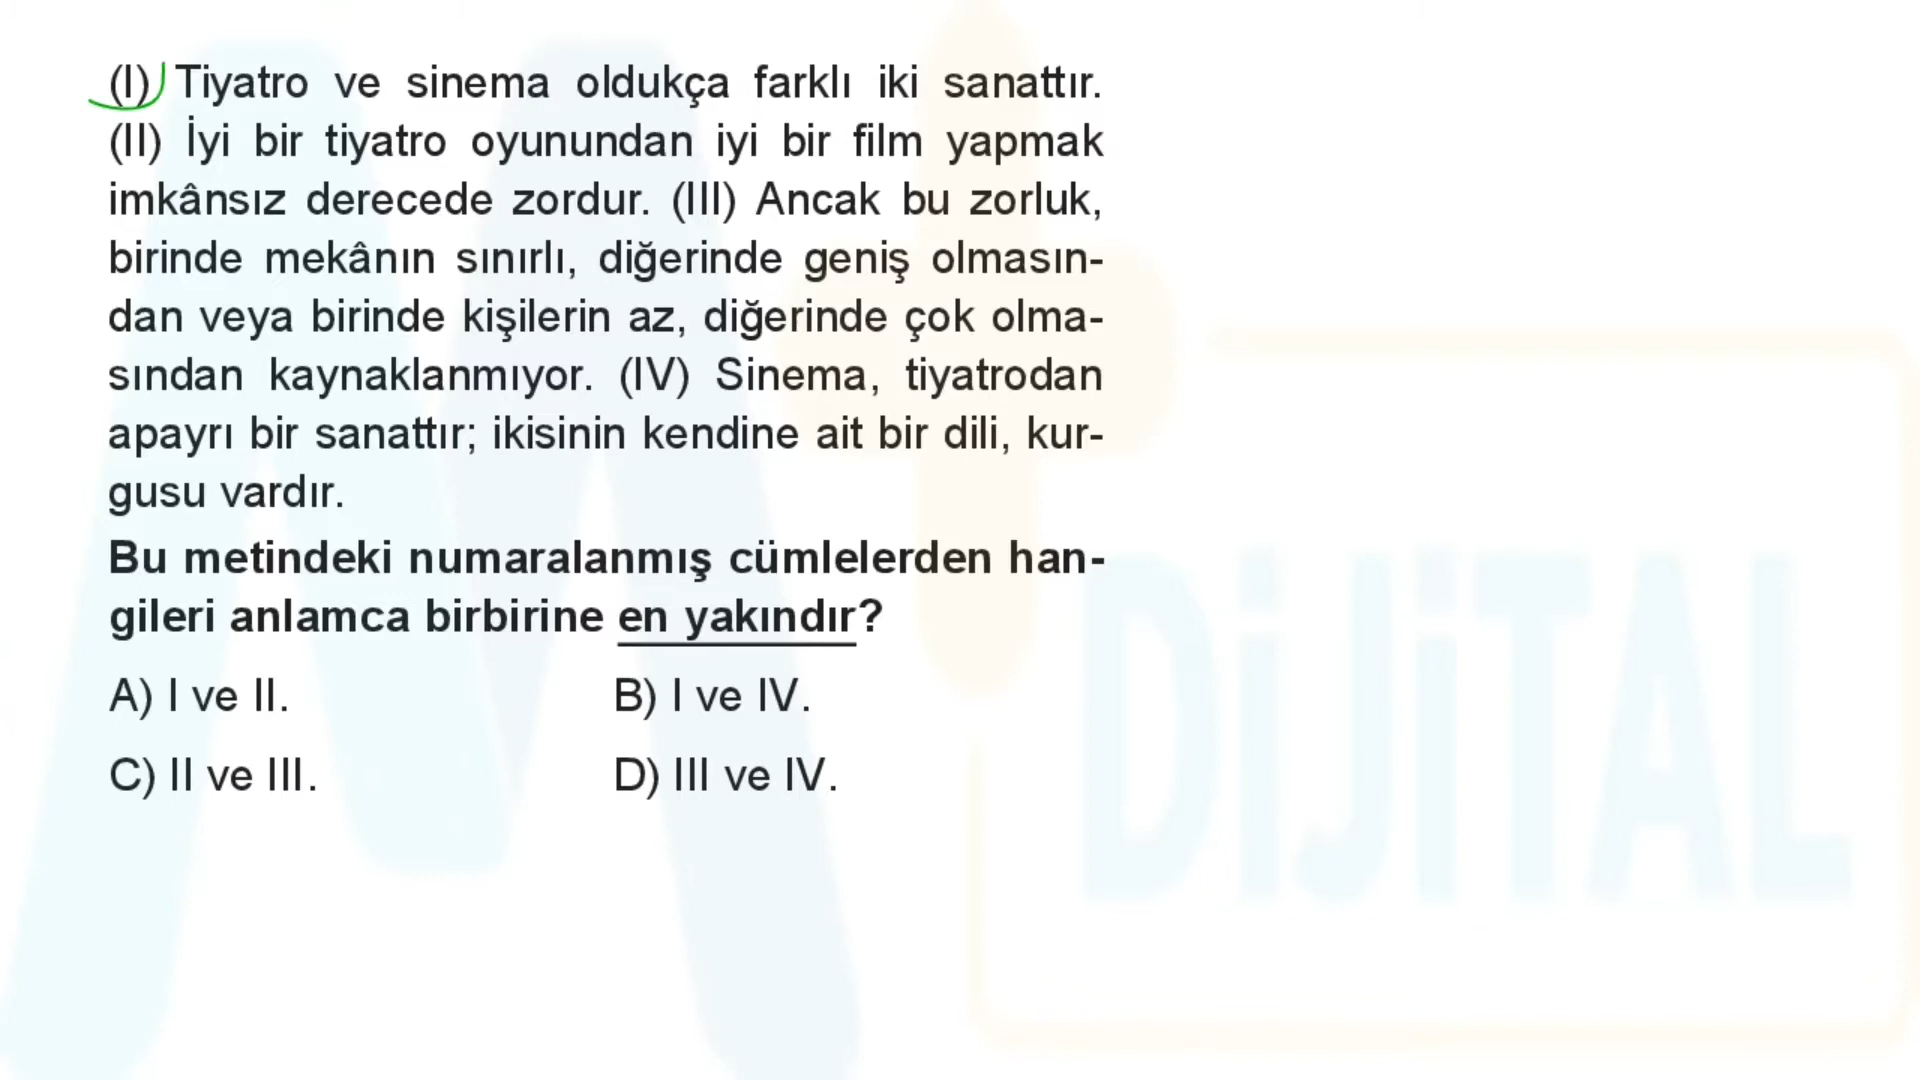 (I) Tiyatro ve sinema oldukça farklı iki sanattır.
(II) İyi bir tiyatro oyunundan iyi bir film yapmak
imkânsız derecede zordur. (III) Ancak bu zorluk,
birinde mekânın sınırlı, diğerinde geniş olmasın-
dan veya birinde kişilerin az, diğerinde çok olma-
sından kaynaklanmıyor. (IV) Sinema, tiyatrodan
apayrı bir sanattır; ikisinin kendine ait bir dili, kur-
gusu vardır.
Bu metindeki numaralanmış cümlelerden han-
gileri anlamca birbirine en yakındır?
A) I ve II.
B) I ve IV.
C) II ve III.
D) III ve IV.
DİJİTAL